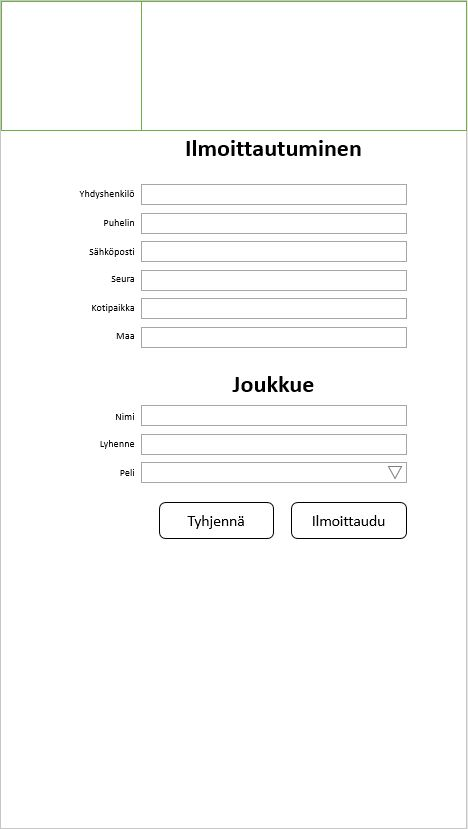 Ilmoittautuminen
Yhdyshenkilö
Puhelin
Sähköposti
Seura
Kotipaikka
Maa
Joukkue
Nimi
Lyhenne
Peli
Tyhjennä Ilmoittaudu